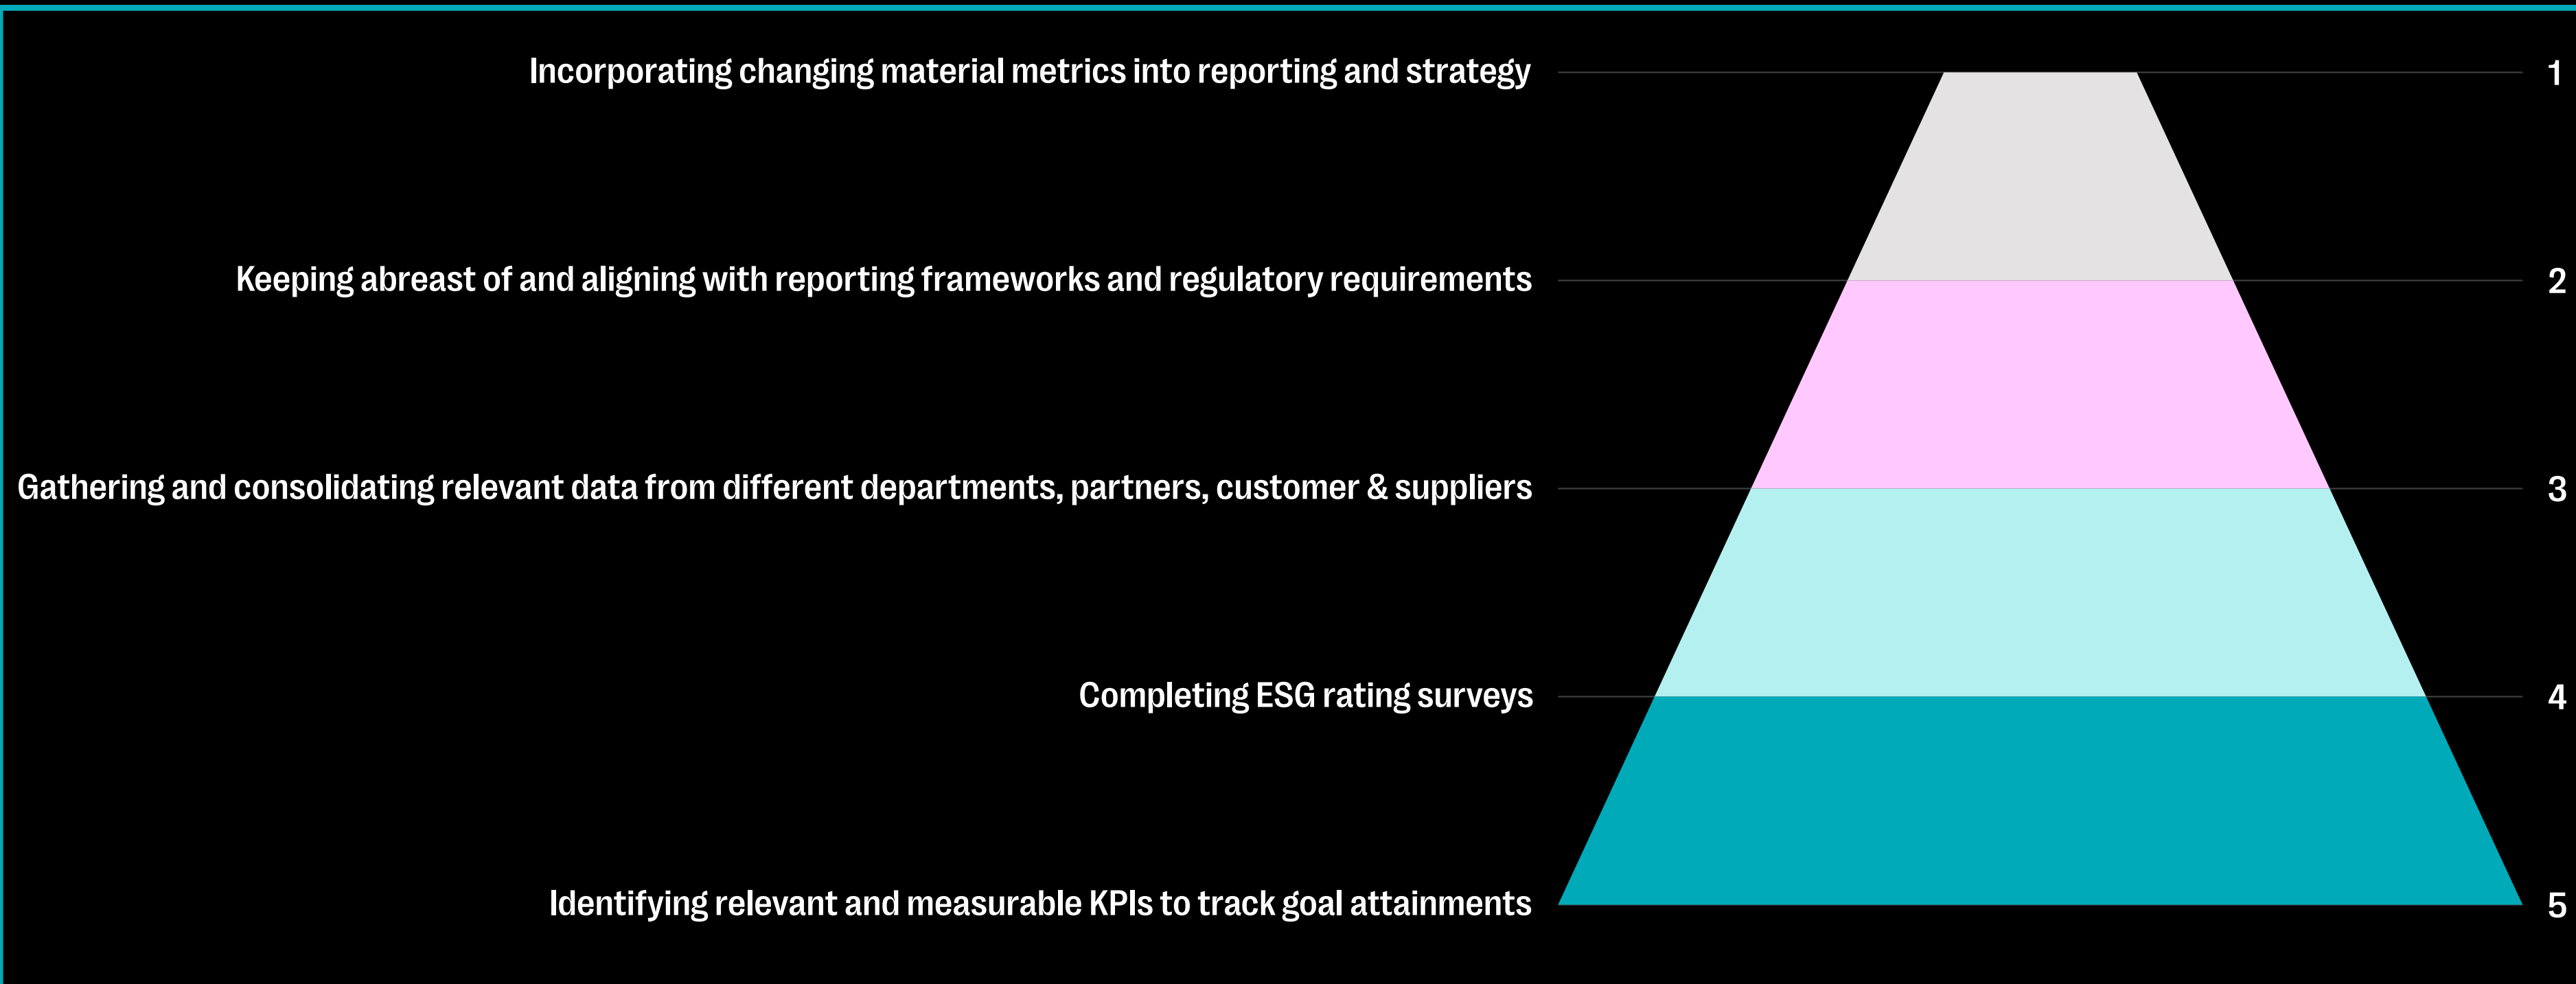 Incorporating changing material metrics into reporting and strategy 1
Keeping abreast of and aligning with reporting frameworks and regulatory requirements 2
Gathering and consolidating relevant data from different departments, partners, customer & suppliers 3
Completing ESG rating surveys 4
Identifying relevant and measurable KPIs to track goal attainments 5